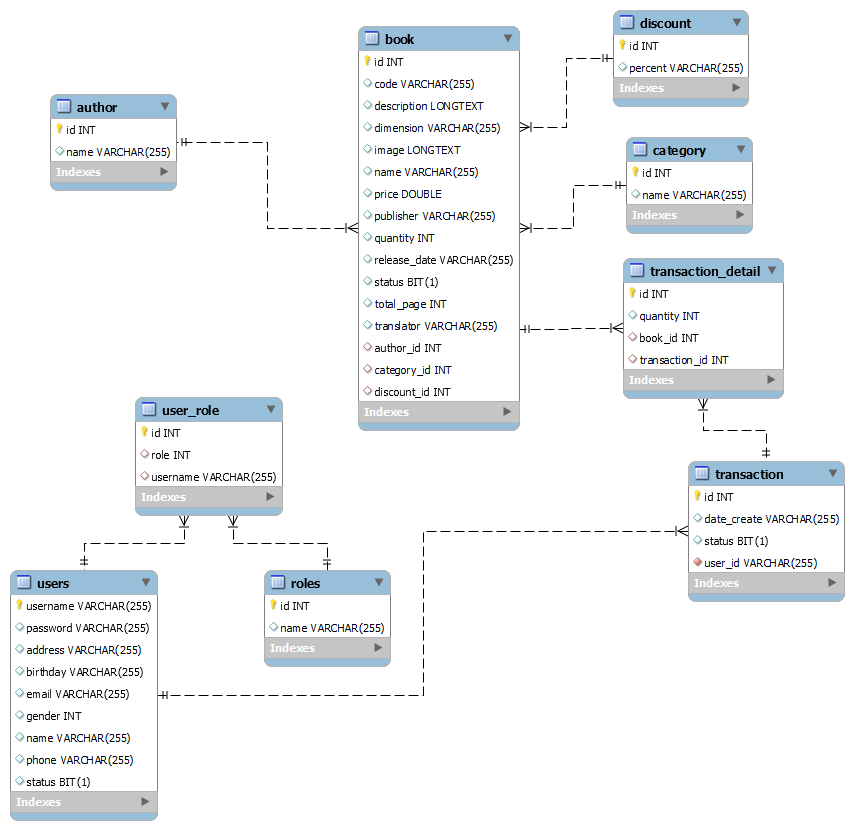 author
id INT
name VARCHAR(255)
Indexes
book
id INT
code VARCHAR(255)
description LONGTEXT
dimension VARCHAR(255)
image LONGTEXT
name VARCHAR(255)
price DOUBLE
publisher VARCHAR(255)
quantity INT
release_date VARCHAR(255)
status BIT(1)
total_page INT
translator VARCHAR(255)
author_id INT
category_id INT
discount_id INT
Indexes
discount
id INT
percent VARCHAR(255)
Indexes
category
id INT
name VARCHAR(255)
Indexes
transaction_detail
id INT
quantity INT
book_id INT
transaction_id INT
Indexes
user_role
id INT
role INT
username VARCHAR(255)
Indexes
transaction
id INT
date_create VARCHAR(255)
status BIT(1)
user_id VARCHAR(255)
Indexes
users
username VARCHAR(255)
password VARCHAR(255)
address VARCHAR(255)
birthday VARCHAR(255)
email VARCHAR(255)
gender INT
name VARCHAR(255)
phone VARCHAR(255)
status BIT(1)
Indexes
roles
id INT
name VARCHAR(255)
Indexes